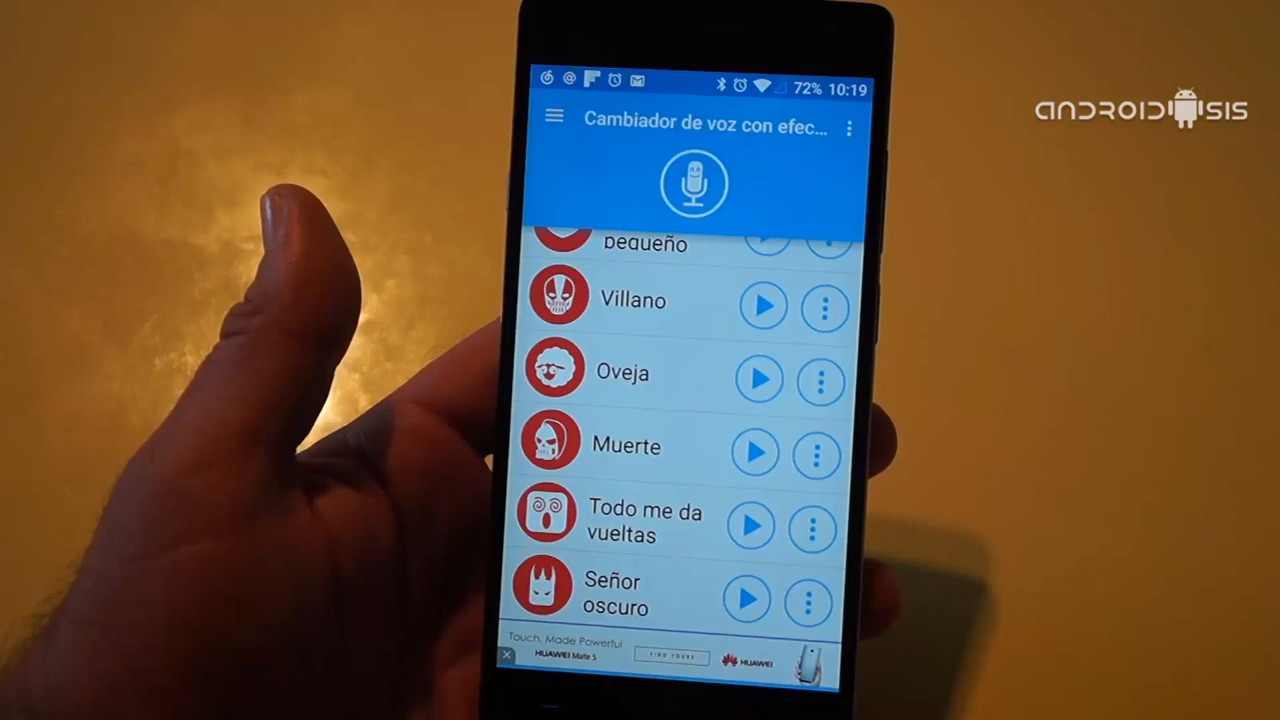 72% 10:19
ANDROIDSIS
Cambiador de voz con efec...
pequeño
Villano
Oveja
Muerte
Todo me da
vueltas
Señor
oscuro
Touch. Made Powerful
HUAWEI Mate S
FIND YOURS
HUAWEI